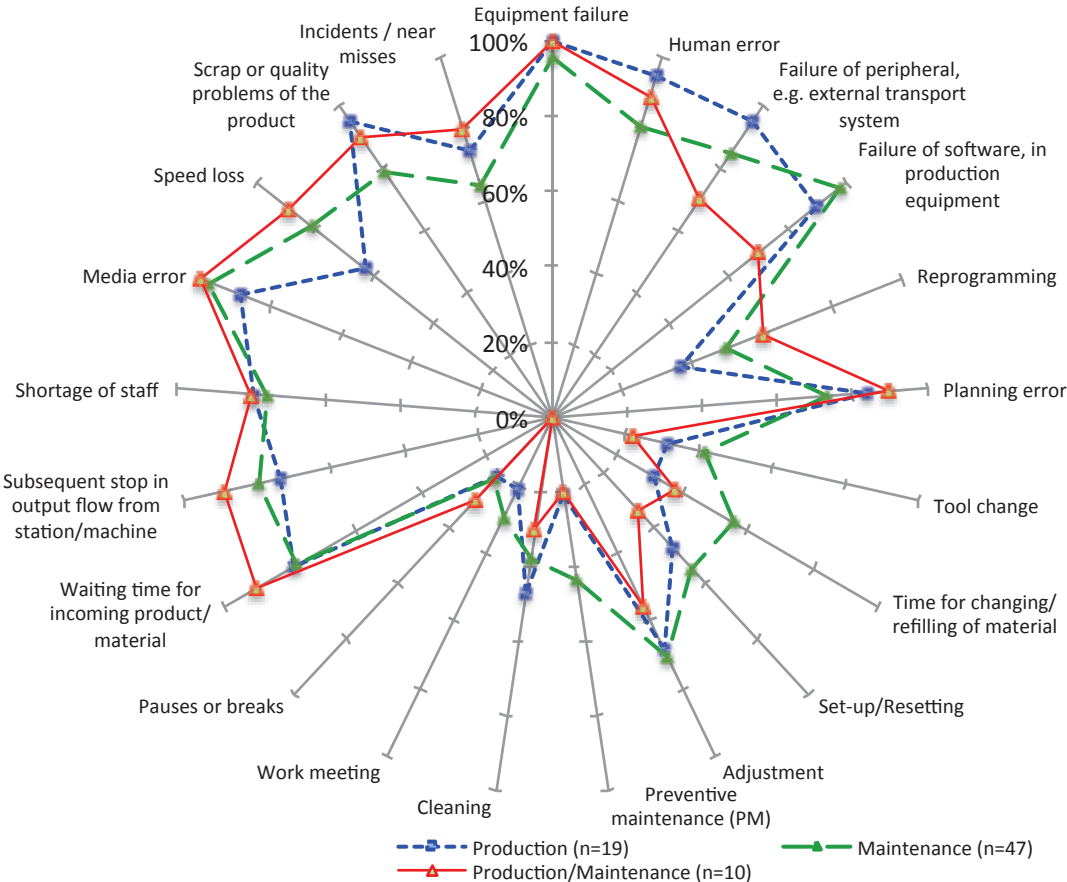 Equipment failure
Incidents / near
misses
Human error
Scrap or quality
problems of the
product
Failure of peripheral,
e.g. external transport
system
Failure of software, in
production
equipment
Speed loss
Media error
Reprogramming
Shortage of staff
Planning error
Subsequent stop in
output flow from
station/machine
Tool change
Waiting time for
incoming product/
material
Time for changing/
refilling of material
Pauses or breaks
Set-up/Resetting
Work meeting
Adjustment
Cleaning
Preventive
maintenance (PM)
100%
80%
60%
40%
20%
0%
Production (n=19)
Maintenance (n=47)
Production/Maintenance (n=10)